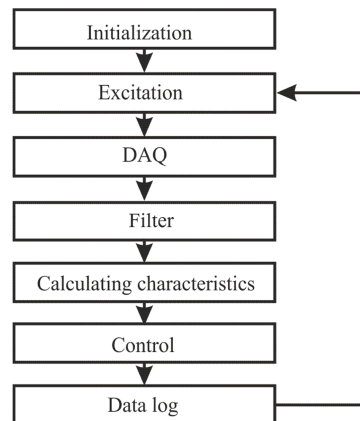 Initialization
Excitation
DAQ
Filter
Calculating characteristics
Control
Data log